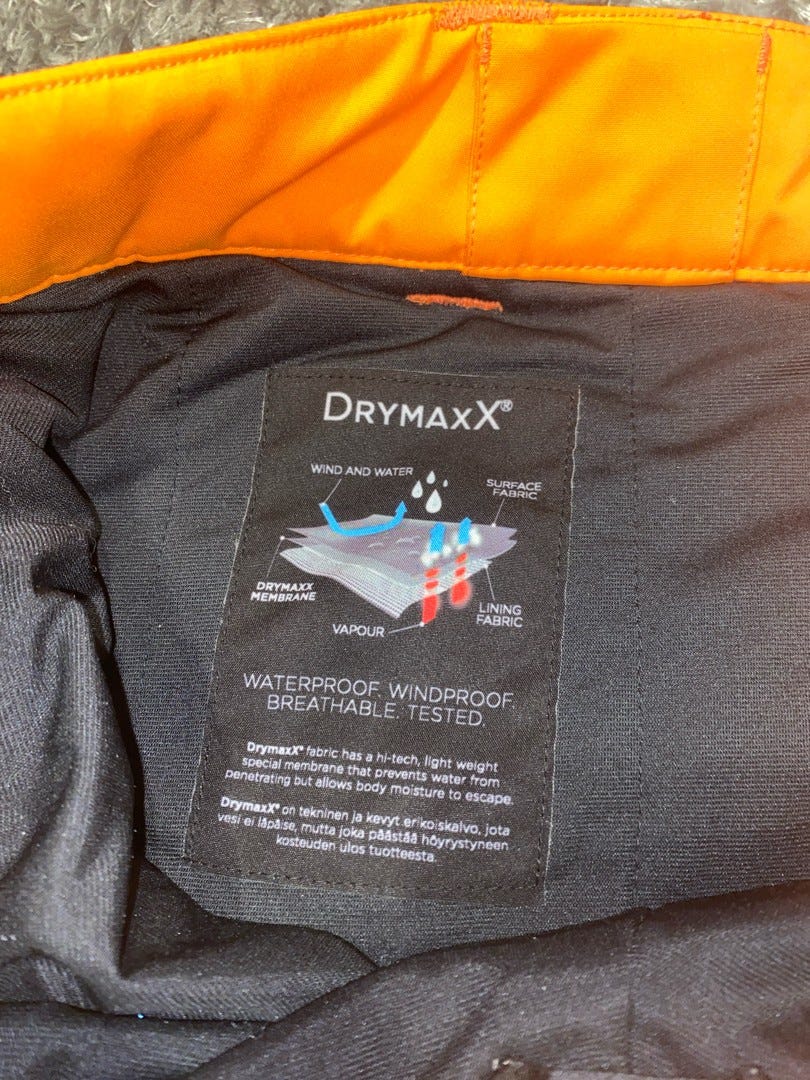 DRYMAXX®
WIND AND WATER
SURFACE
FABRIC
DRYMAXX
MEMBRANE
LINING
FABRIC
VAPOUR
WATERPROOF. WINDPROOF.
BREATHABLE. TESTED.
DrymaxX® fabric has a hi-tech, light weight
special membrane that prevents water from
penetrating but allows body moisture to escape.
DrymaxX® on tekninen ja kevyt erikoiskalvo, jota
vesi ei läpäise, mutta joka päästää höyrystyneen
kosteuden ulos tuotteesta.